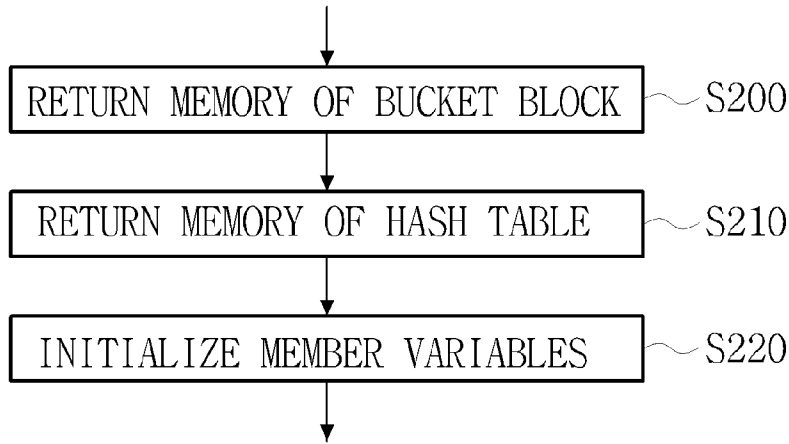 RETURN MEMORY OF BUCKET BLOCK S200
RETURN MEMORY OF HASH TABLE S210
INITIALIZE MEMBER VARIABLES S220